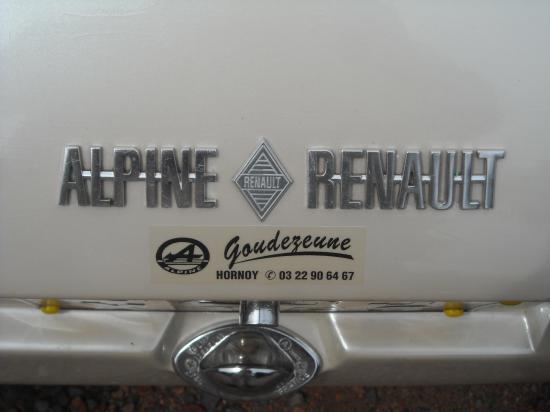 ALPINE RENAULT RENAULT
Goudezeune
ALPINE HORNOY ✆ 03 22 90 64 67